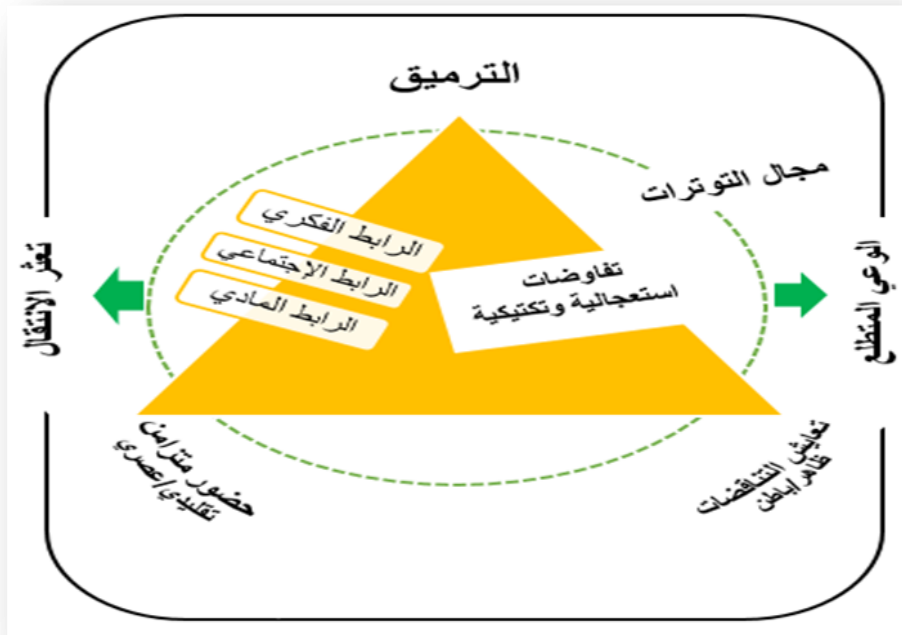 الترميق
مجال التوترات
الرابط الفكري
الرابط الإجتماعي
الرابط المادي
تفاوضات
استعجالية وتكتيكية
الوعي المتطلع
تعثر الانتقال
تعايش التناقضات
ظاهر/باطن
حضور متزامن
تقليدي/عصري